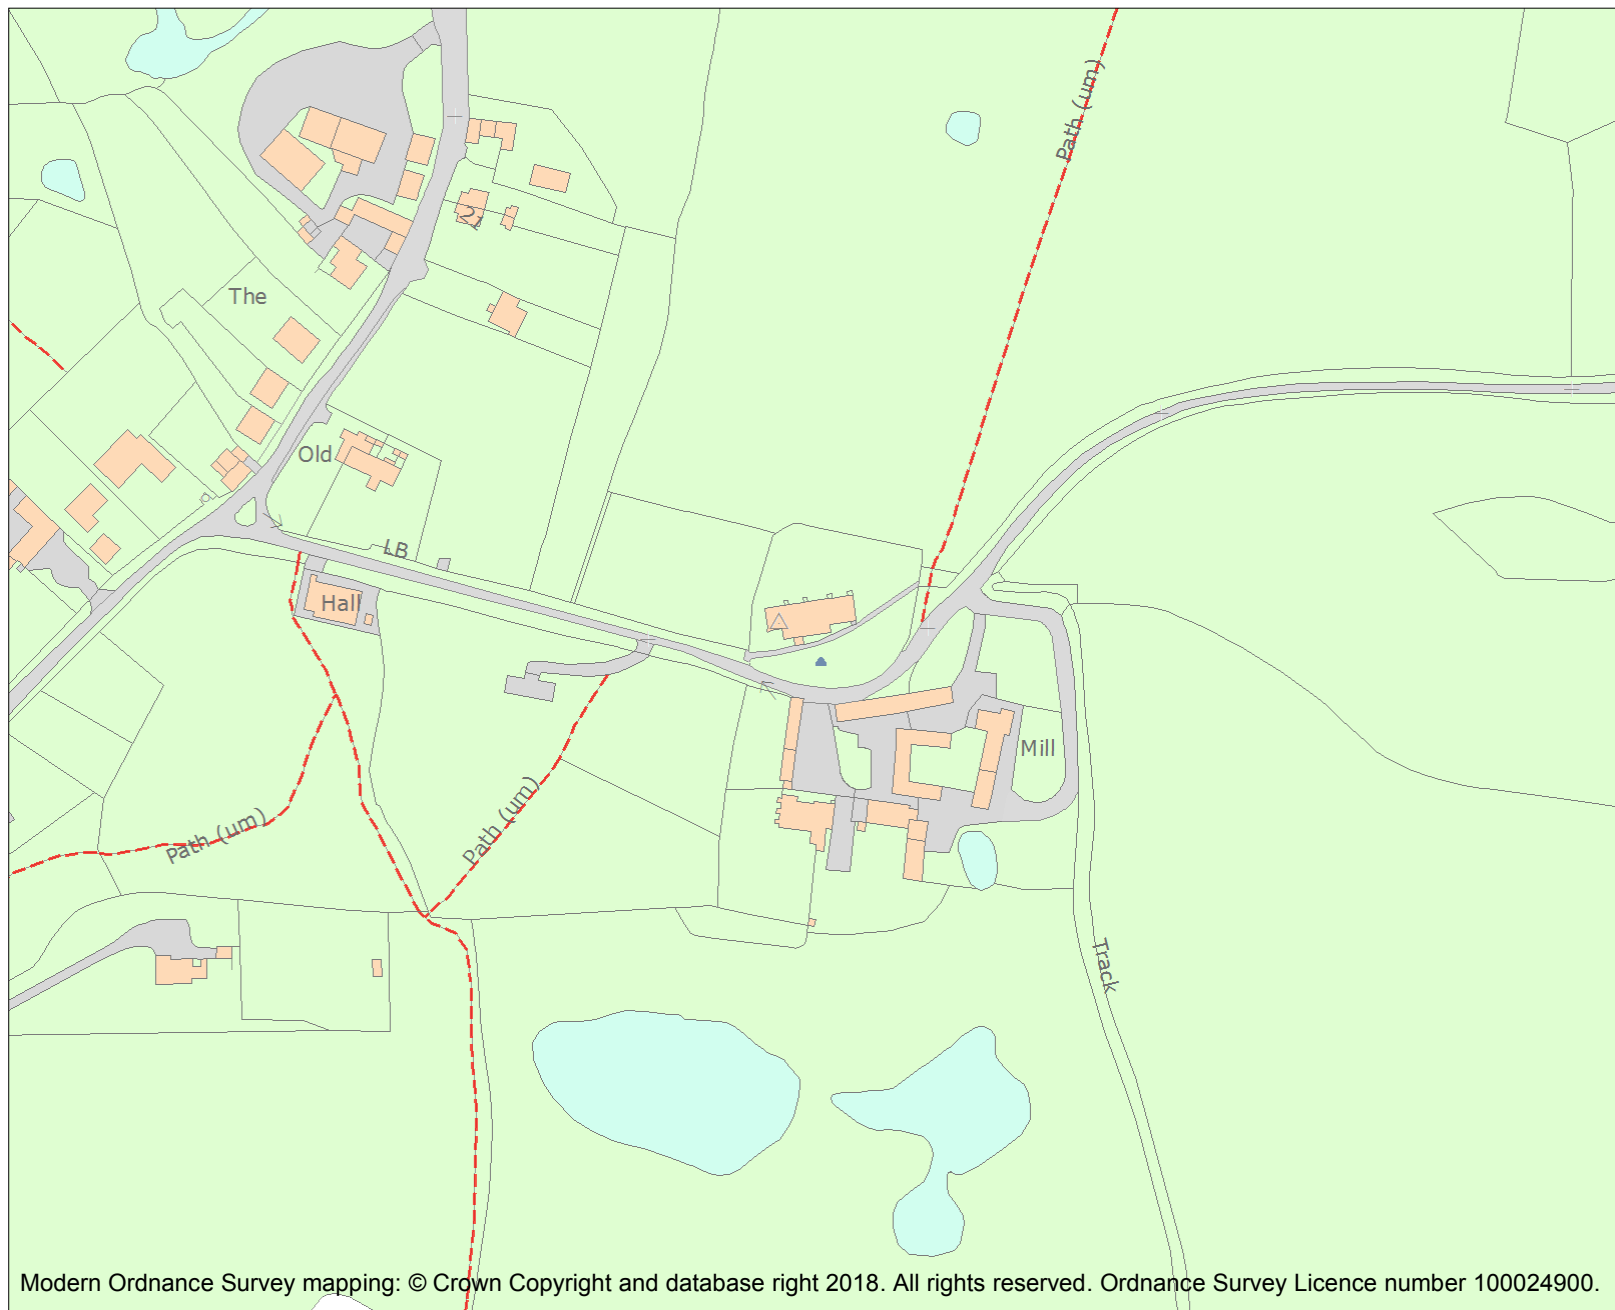 Path (um)
21
The
Old
LB
Hall
Mill
Path (um)
Path (um)
Track
Modern Ordnance Survey mapping: © Crown Copyright and database right 2018. All rights reserved. Ordnance Survey Licence number 100024900.